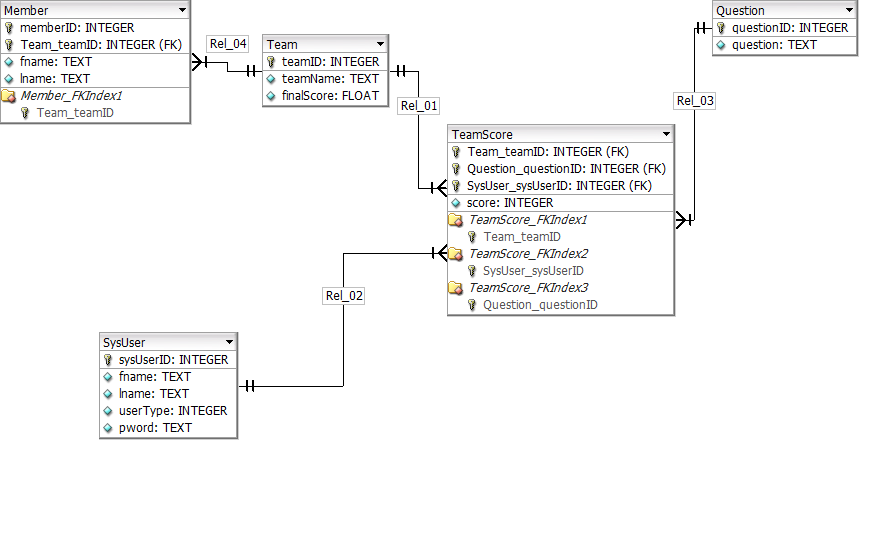 Member
memberID: INTEGER
Team_teamID: INTEGER (FK)
fname: TEXT
lname: TEXT
Member_FKIndex1
Team_teamID
Rel_04
Team
teamID: INTEGER
teamName: TEXT
finalScore: FLOAT
Rel_01
Question
questionID: INTEGER
question: TEXT
Rel_03
TeamScore
Team_teamID: INTEGER (FK)
Question_questionID: INTEGER (FK)
SysUser_sysUserID: INTEGER (FK)
score: INTEGER
TeamScore_FKIndex1
Team_teamID
TeamScore_FKIndex2
SysUser_sysUserID
TeamScore_FKIndex3
Question_questionID
Rel_02
SysUser
sysUserID: INTEGER
fname: TEXT
lname: TEXT
userType: INTEGER
pword: TEXT